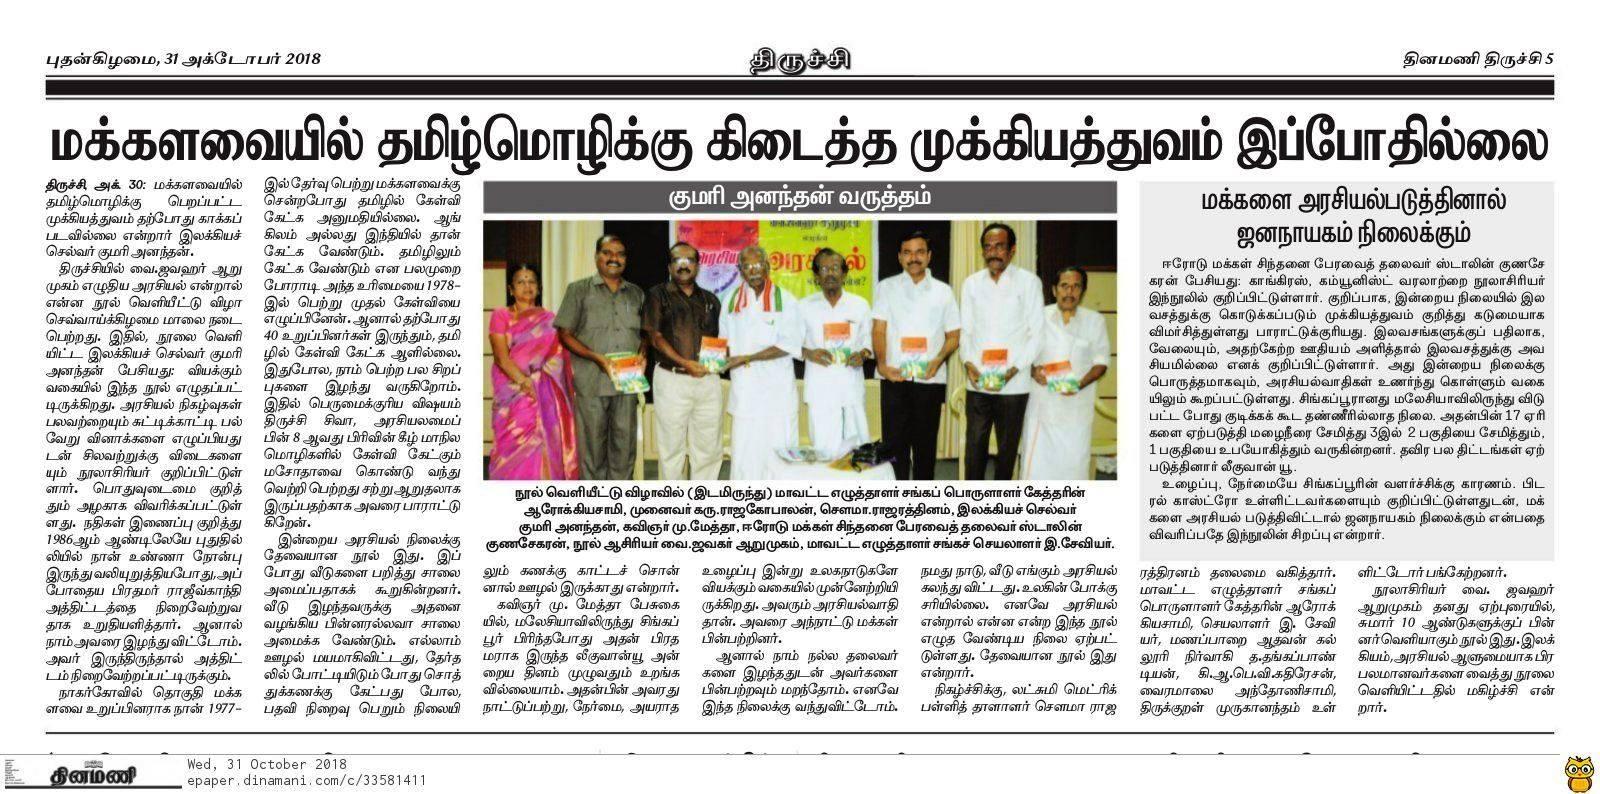 புதன்கிழமை, 31 அக்டோபர் 2018
திருச்சி
தினமணி திருச்சி 5
மக்களவையில் தமிழ்மொழிக்கு கிடைத்த முக்கியத்துவம் இப்போதில்லை
திருச்சி, அக். 30: மக்களவையில்
தமிழ்மொழிக்கு பெறப்பட்ட
முக்கியத்துவம் தற்போது காக்கப்
படவில்லை என்றார் இலக்கியச்
செல்வர் குமரி அனந்தன்.
திருச்சியில் வை.ஜவஹர் ஆறு
முகம் எழுதிய அரசியல் என்றால்
என்ன நூல் வெளியீட்டு விழா
செவ்வாய்க்கிழமை மாலை நடை
பெற்றது. இதில், நூலை வெளி
யிட்ட இலக்கியச் செல்வர் குமரி
அனந்தன் பேசியது: வியக்கும்
வகையில் இந்த நூல் எழுதப்பட்
டிருக்கிறது. அரசியல் நிகழ்வுகள்
பலவற்றையும் சுட்டிக்காட்டி பல்
வேறு வினாக்களை எழுப்பியது
டன் சிலவற்றுக்கு விடைகளை
யும் நூலாசிரியர் குறிப்பிட்டுள்
ளார். பொதுவுடைமை குறித்
தும் அழகாக விவரிக்கப்பட்டுள்
ளது. நதிகள் இணைப்பு குறித்து
1986ஆம் ஆண்டிலேயே புதுதில்
லியில் நான் உண்ணா நோன்பு
இருந்து வலியுறுத்தியபோது,அப்
போதைய பிரதமர் ராஜீவ்காந்தி
அத்திட்டத்தை நிறைவேற்றுவ
தாக உறுதியளித்தார். ஆனால்
நாம் அவரை இழந்து விட்டோம்.
அவர் இருந்திருந்தால் அத்திட்
டம் நிறைவேற்றப்பட்டிருக்கும்.
நாகர்கோவில் தொகுதி மக்க
ளவை உறுப்பினராக நான் 1977-
இல் தேர்வு பெற்று மக்களவைக்கு
சென்றபோது தமிழில் கேள்வி
கேட்க அனுமதியில்லை. ஆங்
கிலம் அல்லது இந்தியில் தான்
கேட்க வேண்டும். தமிழிலும்
கேட்க வேண்டும் என பலமுறை
போராடி அந்த உரிமையை 1978-
இல் பெற்று முதல் கேள்வியை
எழுப்பினேன். ஆனால் தற்போது
40 உறுப்பினர்கள் இருந்தும், தமி
ழில் கேள்வி கேட்க ஆளில்லை.
இதுபோல, நாம் பெற்ற பல சிறப்
புகளை இழந்து வருகிறோம்.
இதில் பெருமைக்குரிய விஷயம்
திருச்சி சிவா, அரசியலமைப்
பின் 8 ஆவது பிரிவின் கீழ் மாநில
மொழிகளில் கேள்வி கேட்கும்
மசோதாவை கொண்டு வந்து
வெற்றி பெற்றது சற்று ஆறுதலாக
இருப்பதற்காக அவரை பாராட்டு
கிறேன்.
இன்றைய அரசியல் நிலைக்கு
தேவையான நூல் இது. இப்
போது வீடுகளை பறித்து சாலை
அமைப்பதாகக் கூறுகின்றனர்.
வீடு இழந்தவருக்கு அதனை
வழங்கிய பின்னரல்லவா சாலை
அமைக்க வேண்டும். எல்லாம்
ஊழல் மயமாகிவிட்டது, தேர்த
லில் போட்டியிடும் போது சொத்
துக்கணக்கு கேட்பது போல,
பதவி நிறைவு பெறும் நிலையி
குமரி அனந்தன் வருத்தம்
நூல் வெளியீட்டு விழாவில் (இடமிருந்து) மாவட்ட எழுத்தாளர் சங்கப் பொருளாளர் கேத்தரின்
ஆரோக்கியசாமி, முனைவர் கரு.ராஜகோபாலன், சௌமா.ராஜரத்தினம், இலக்கியச் செல்வர்
குமரி அனந்தன், கவிஞர் மு.மேத்தா, ஈரோடு மக்கள் சிந்தனை பேரவைத் தலைவர் ஸ்டாலின்
குணசேகரன், நூல் ஆசிரியர் வை.ஜவகர் ஆறுமுகம், மாவட்ட எழுத்தாளர் சங்கச் செயலாளர் இ.சேவியர்.
லும் கணக்கு காட்டச் சொன்
னால் ஊழல் இருக்காது என்றார்.
கவிஞர் மு. மேத்தா பேசுகை
யில், மலேசியாவிலிருந்து சிங்கப்
பூர் பிரிந்தபோது அதன் பிரத
மராக இருந்த லீகுவான்யூ அன்
றைய தினம் முழுவதும் உறங்க
வில்லையாம். அதன்பின் அவரது
நாட்டுப்பற்று, நேர்மை, அயராத
உழைப்பு இன்று உலகநாடுகளே
வியக்கும் வகையில் முன்னேற்றியி
ருக்கிறது. அவரும் அரசியல்வாதி
தான். அவரை அந்நாட்டு மக்கள்
பின்பற்றினர்.
ஆனால் நாம் நல்ல தலைவர்
களை இழந்ததுடன் அவர்களை
பின்பற்றவும் மறந்தோம். எனவே
இந்த நிலைக்கு வந்துவிட்டோம்.
நமது நாடு, வீடு எங்கும் அரசியல்
கலந்து விட்டது. உலகின் போக்கு
சரியில்லை. எனவே அரசியல்
என்றால் என்ன என்ற இந்த நூல்
எழுத வேண்டிய நிலை ஏற்பட்
டுள்ளது. தேவையான நூல் இது
என்றார்.
நிகழ்ச்சிக்கு, லட்சுமி மெட்ரிக்
பள்ளித் தாளாளர் சௌமா ராஜ
மக்களை அரசியல்படுத்தினால்
ஜனநாயகம் நிலைக்கும்
ஈரோடு மக்கள் சிந்தனை பேரவைத் தலைவர் ஸ்டாலின் குணசே
கரன் பேசியது: காங்கிரஸ், கம்யூனிஸ்ட் வரலாற்றை நூலாசிரியர்
இந்நூலில் குறிப்பிட்டுள்ளார். குறிப்பாக, இன்றைய நிலையில் இல
வசத்துக்கு கொடுக்கப்படும் முக்கியத்துவம் குறித்து கடுமையாக
விமர்சித்துள்ளது பாராட்டுக்குரியது. இலவசங்களுக்குப் பதிலாக,
வேலையும், அதற்கேற்ற ஊதியம் அளித்தால் இலவசத்துக்கு அவ
சியமில்லை எனக் குறிப்பிட்டுள்ளார். அது இன்றைய நிலைக்கு
பொருத்தமாகவும், அரசியல்வாதிகள் உணர்ந்து கொள்ளும் வகை
யிலும் கூறப்பட்டுள்ளது. சிங்கப்பூரானது மலேசியாவிலிருந்து விடு
பட்ட போது குடிக்கக் கூட தண்ணீரில்லாத நிலை. அதன்பின் 17 ஏரி
களை ஏற்படுத்தி மழைநீரை சேமித்து 3இல் 2 பகுதியை சேமித்தும்,
1 பகுதியை உபயோகித்தும் வருகின்றனர். தவிர பல திட்டங்கள் ஏற்
படுத்தினார் லீகுவான் யூ.
உழைப்பு, நேர்மையே சிங்கப்பூரின் வளர்ச்சிக்கு காரணம். பிட
ரல் காஸ்ட்ரோ உள்ளிட்டவர்களையும் குறிப்பிட்டுள்ளதுடன், மக்
களை அரசியல் படுத்திவிட்டால் ஜனநாயகம் நிலைக்கும் என்பதை
விவரிப்பதே இந்நூலின் சிறப்பு என்றார்.
ரத்திரனம் தலைமை வகித்தார்.
மாவட்ட எழுத்தாளர் சங்கப்
பொருளாளர் கேத்தரின் ஆரோக்
கியசாமி, செயலாளர் இ. சேவி
யர், மணப்பாறை ஆதவன் கல்
லூரி நிர்வாகி த.தங்கப்பாண்
டியன், கி.ஆ.பெ.வி.கதிரேசன்,
வைரமாலை அந்தோணிசாமி,
திருக்குறள் முருகானந்தம் உள்
ளிட்டோர் பங்கேற்றனர்.
நூலாசிரியர் வை. ஜவஹர்
ஆறுமுகம் தனது ஏற்புரையில்,
சுமார் 10 ஆண்டுகளுக்குப் பின்
னர் வெளியாகும் நூல் இது. இலக்
கியம்,அரசியல் ஆளுமையாக பிர
பலமானவர்களை வைத்து நூலை
வெளியிட்டதில் மகிழ்ச்சி என்
றார்.
தினமணி
Wed, 31 October 2018
epaper.dinamani.com/c/33581411